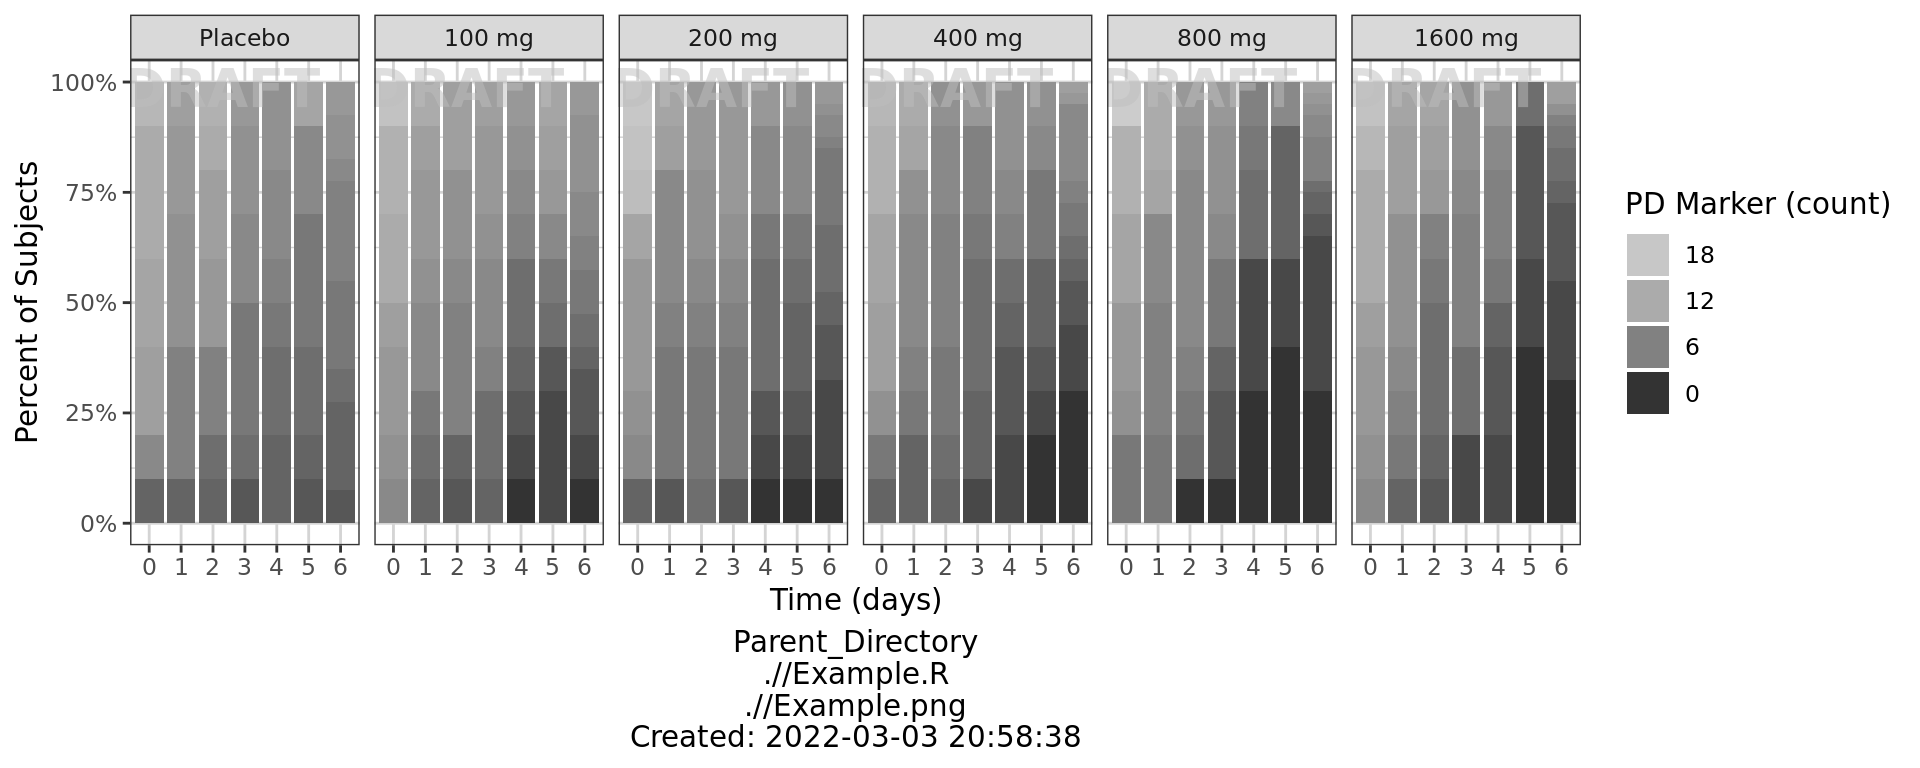 Placebo 100 mg 200 mg 400 mg 800 mg 1600 mg
DRAFT DRAFT DRAFT DRAFT DRAFT DRAFT
100%
75%
50%
25%
0%
Percent of Subjects
0 1 2 3 4 5 6 0 1 2 3 4 5 6 0 1 2 3 4 5 6 0 1 2 3 4 5 6 0 1 2 3 4 5 6 0 1 2 3 4 5 6
Time (days)
PD Marker (count)
18
12
6
0
Parent_Directory
.//Example.R
.//Example.png
Created: 2022-03-03 20:58:38